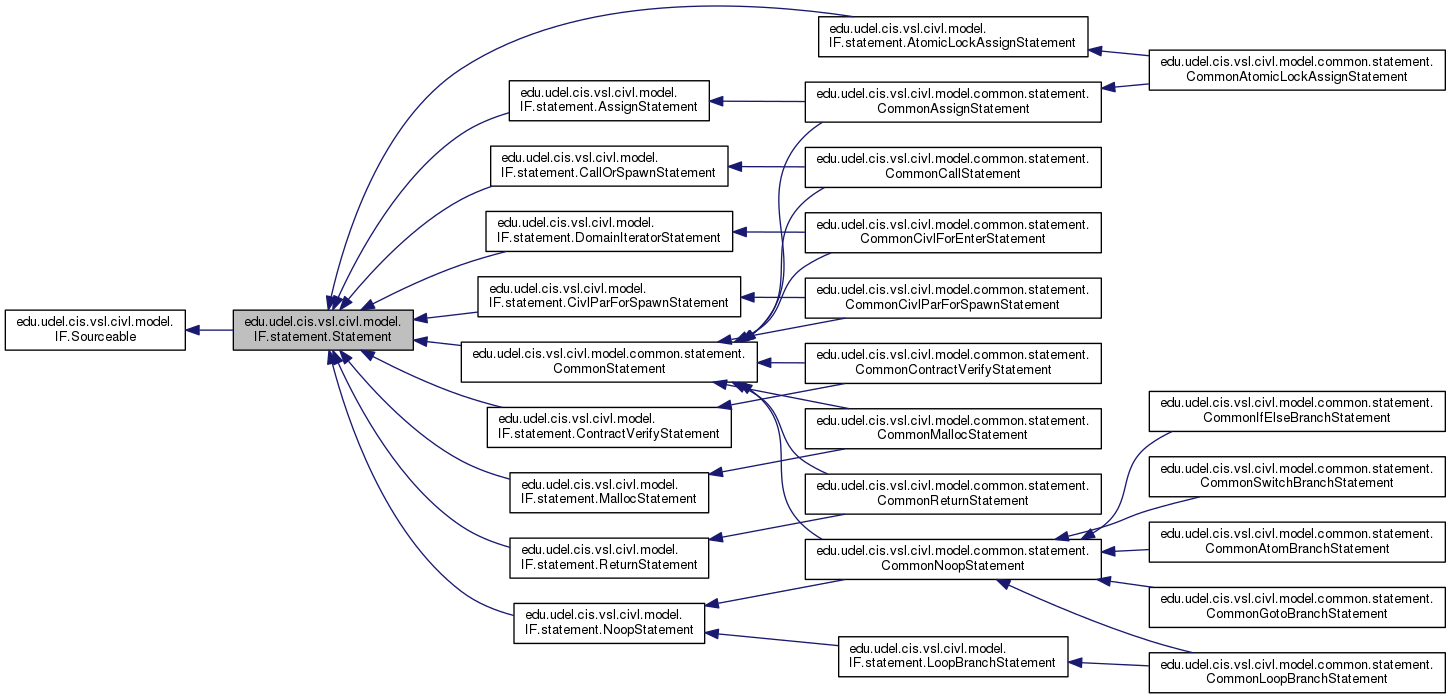 edu.udel.cis.vsl.civl.model.
IF.Sourceable
edu.udel.cis.vsl.civl.model.
IF.statement.Statement
edu.udel.cis.vsl.civl.model.
IF.statement.AtomicLockAssignStatement
edu.udel.cis.vsl.civl.model.
IF.statement.AssignStatement
edu.udel.cis.vsl.civl.model.
IF.statement.CallOrSpawnStatement
edu.udel.cis.vsl.civl.model.
IF.statement.DomainIteratorStatement
edu.udel.cis.vsl.civl.model.
IF.statement.CivlParForSpawnStatement
edu.udel.cis.vsl.civl.model.common.statement.
CommonStatement
edu.udel.cis.vsl.civl.model.
IF.statement.ContractVerifyStatement
edu.udel.cis.vsl.civl.model.
IF.statement.MallocStatement
edu.udel.cis.vsl.civl.model.
IF.statement.ReturnStatement
edu.udel.cis.vsl.civl.model.
IF.statement.NoopStatement
edu.udel.cis.vsl.civl.model.common.statement.
CommonAssignStatement
edu.udel.cis.vsl.civl.model.common.statement.
CommonCallStatement
edu.udel.cis.vsl.civl.model.common.statement.
CommonCivlForEnterStatement
edu.udel.cis.vsl.civl.model.common.statement.
CommonCivlParForSpawnStatement
edu.udel.cis.vsl.civl.model.common.statement.
CommonContractVerifyStatement
edu.udel.cis.vsl.civl.model.common.statement.
CommonMallocStatement
edu.udel.cis.vsl.civl.model.common.statement.
CommonReturnStatement
edu.udel.cis.vsl.civl.model.common.statement.
CommonNoopStatement
edu.udel.cis.vsl.civl.model.
IF.statement.LoopBranchStatement
edu.udel.cis.vsl.civl.model.common.statement.
CommonAtomicLockAssignStatement
edu.udel.cis.vsl.civl.model.common.statement.
CommonIfElseBranchStatement
edu.udel.cis.vsl.civl.model.common.statement.
CommonSwitchBranchStatement
edu.udel.cis.vsl.civl.model.common.statement.
CommonAtomBranchStatement
edu.udel.cis.vsl.civl.model.common.statement.
CommonGotoBranchStatement
edu.udel.cis.vsl.civl.model.common.statement.
CommonLoopBranchStatement